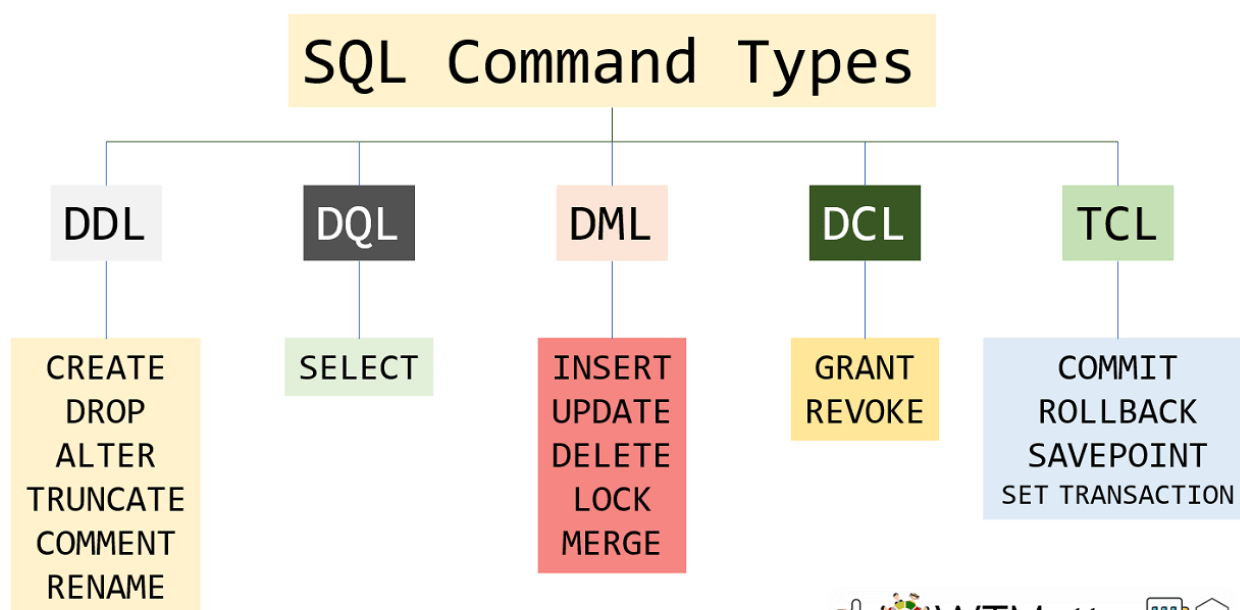 SQL Command Types
DDL
DQL
DML
DCL
TCL
CREATE
DROP
ALTER
TRUNCATE
COMMENT
RENAME
SELECT
INSERT
UPDATE
DELETE
LOCK
MERGE
GRANT
REVOKE
COMMIT
ROLLBACK
SAVEPOINT
SET TRANSACTION